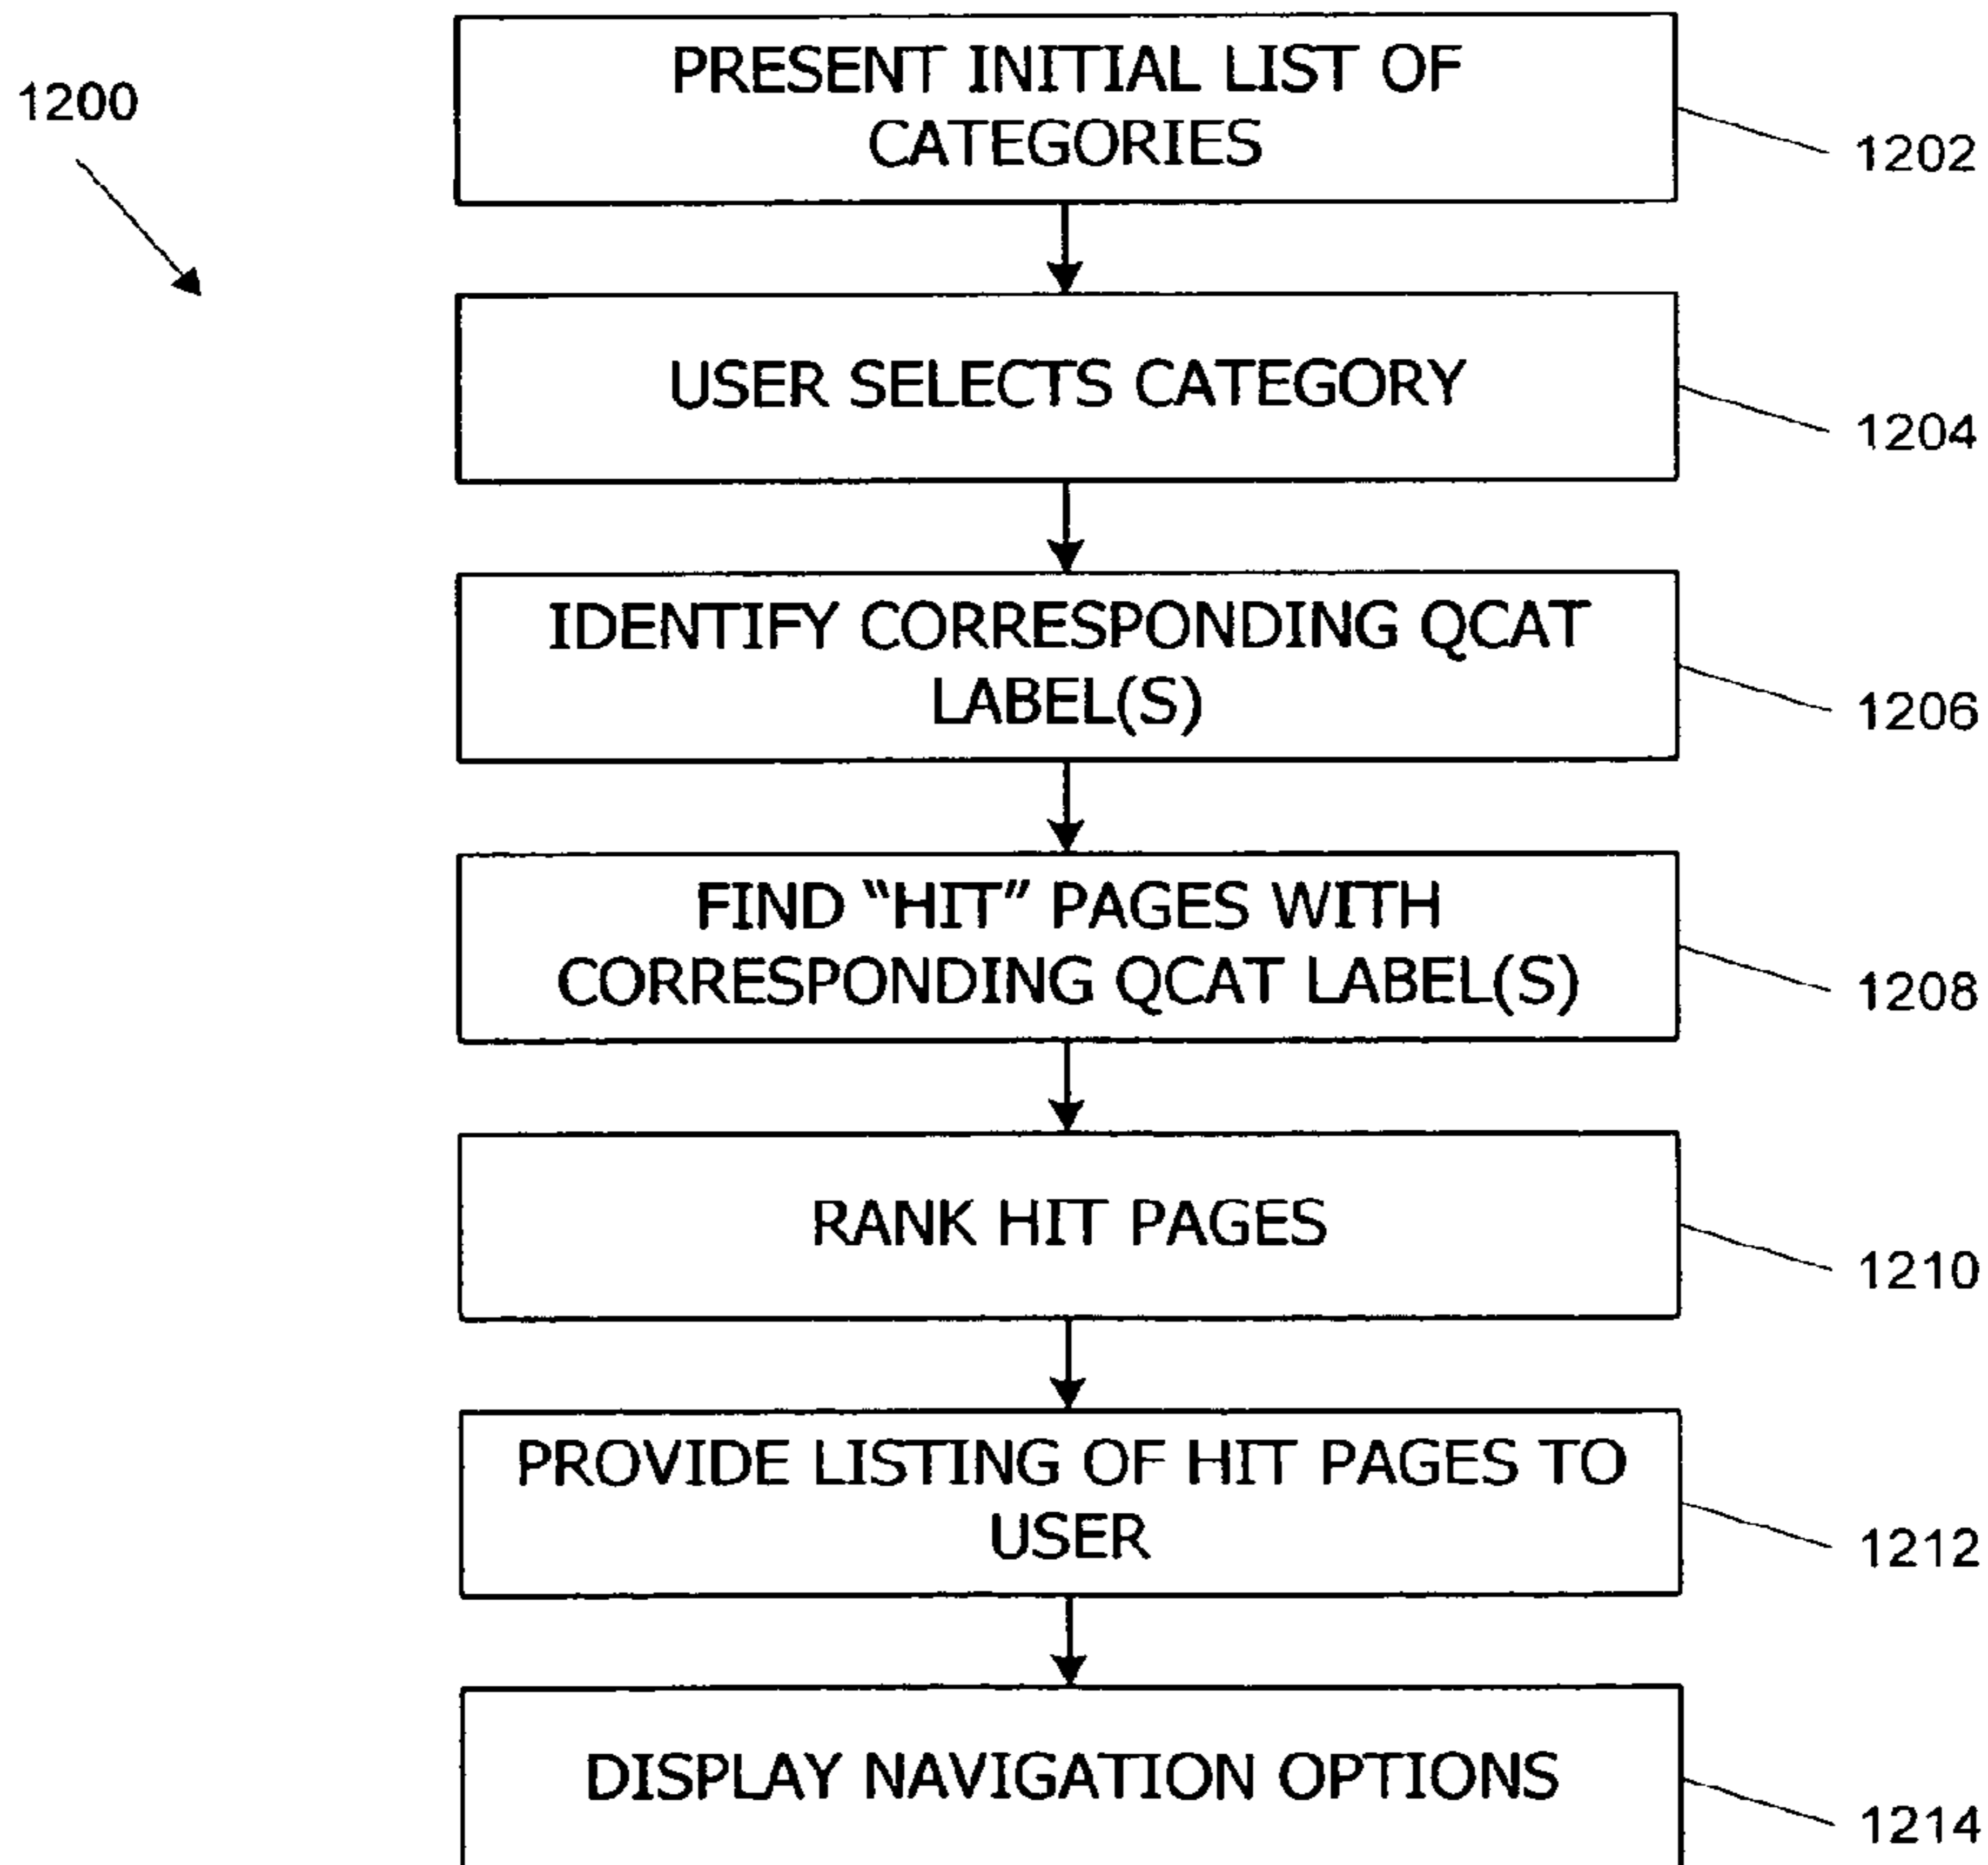 1200
PRESENT INITIAL LIST OF
CATEGORIES
1202
USER SELECTS CATEGORY
1204
IDENTIFY CORRESPONDING QCAT
LABEL(S)
1206
FIND “HIT” PAGES WITH
CORRESPONDING QCAT LABEL(S)
1208
RANK HIT PAGES
1210
PROVIDE LISTING OF HIT PAGES TO
USER
1212
DISPLAY NAVIGATION OPTIONS
1214